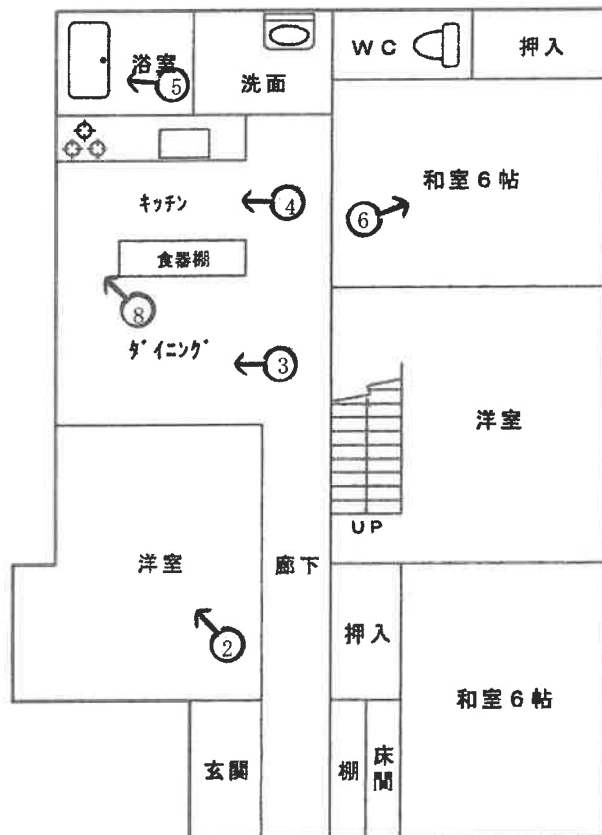 浴室
⑤
洗面
WC
押入
キッチン
④
和室6帖
⑥
食器棚
⑧
ダイニング
③
洋室
UP
洋室
廊下
②
押入
和室6帖
玄関
棚
床間